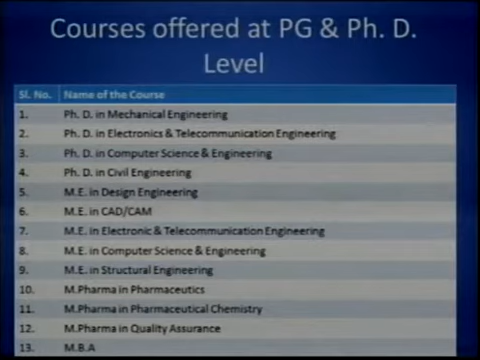 Courses offered at PG & Ph. D.
Level
Sl. No. Name of the Course
1. Ph. D. in Mechanical Engineering
2. Ph. D. in Electronics & Telecommunication Engineering
3. Ph. D. in Computer Science & Engineering
4. Ph. D. in Civil Engineering
5. M.E. in Design Engineering
6. M.E. in CAD/CAM
7. M.E. in Electronic & Telecommunication Engineering
8. M.E. in Computer Science & Engineering
9. M.E. in Structural Engineering
10. M.Pharma in Pharmaceutics
11. M.Pharma in Pharmaceutical Chemistry
12. M.Pharma in Quality Assurance
13. M.B.A